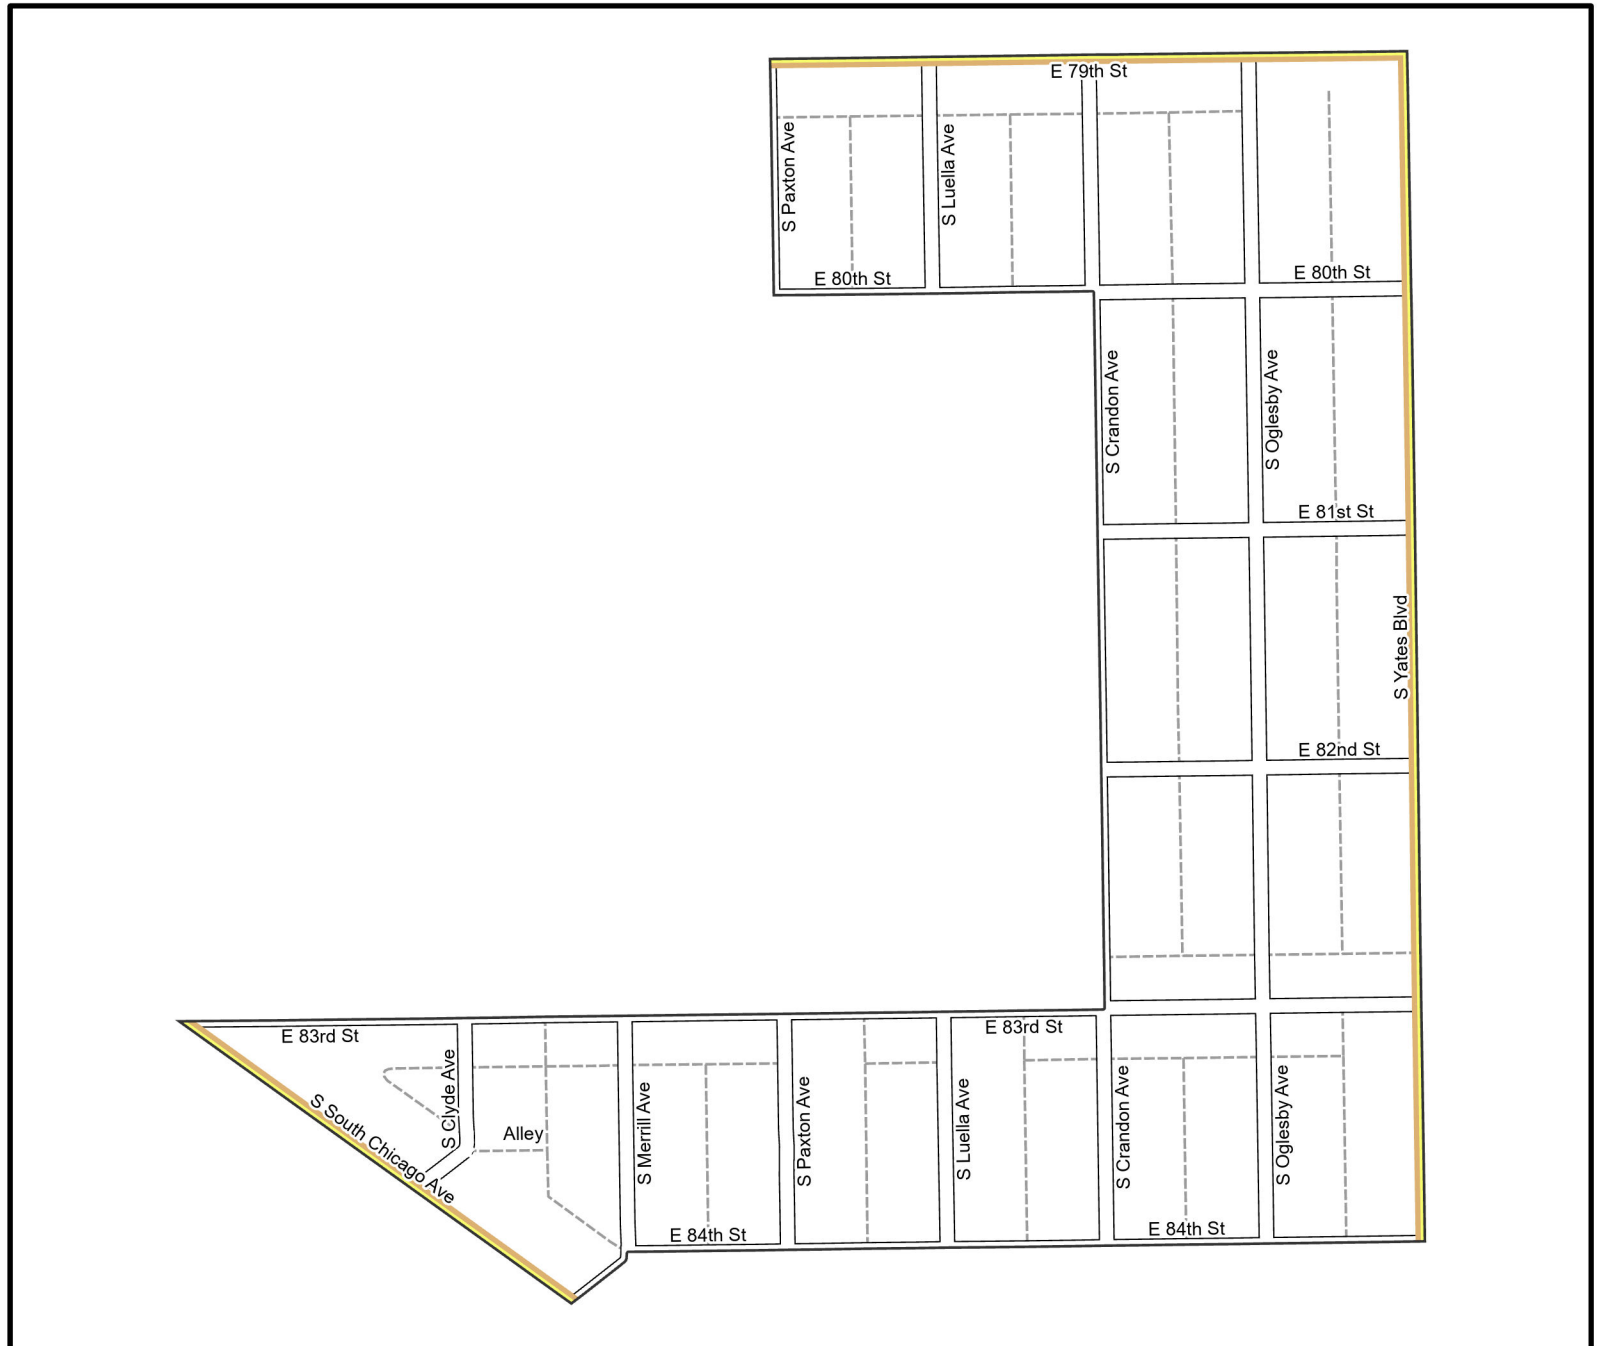 E 79th St
S Paxton Ave
S Luella Ave
E 80th St
E 80th St
S Crandon Ave
S Oglesby Ave
E 81st St
S Yates Blvd
E 82nd St
E 83rd St
E 83rd St
S Clyde Ave
S South Chicago Ave
Alley
S Merrill Ave
S Paxton Ave
S Luella Ave
S Crandon Ave
S Oglesby Ave
E 84th St
E 84th St